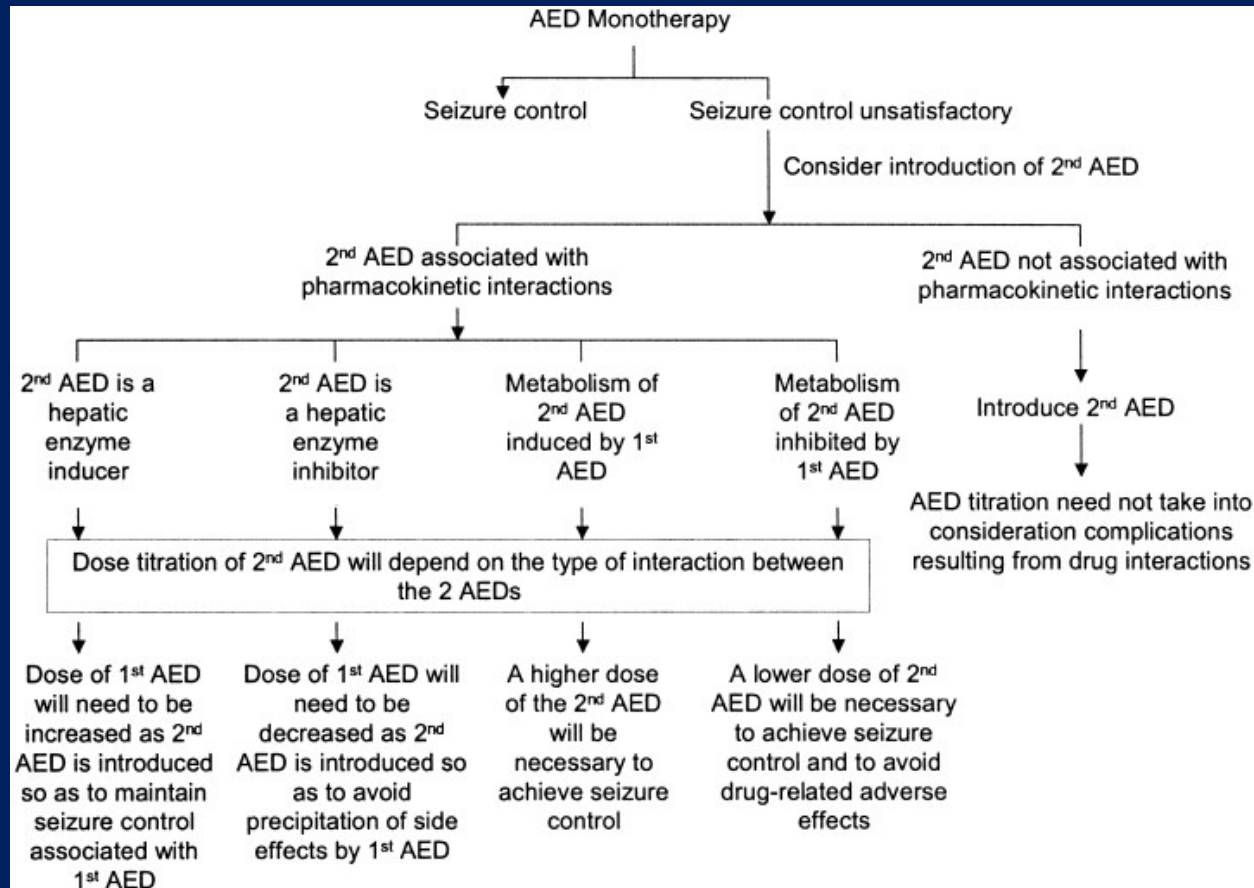 AED Monotherapy
Seizure control
Seizure control unsatisfactory
Consider introduction of 2nd AED
2nd AED associated with
pharmacokinetic interactions
2nd AED not associated with
pharmacokinetic interactions
2nd AED is a
hepatic
enzyme
inducer
2nd AED is
a hepatic
enzyme
inhibitor
Metabolism of
2nd AED
induced by 1st
AED
Metabolism
of 2nd AED
inhibited by
1st AED
Introduce 2nd AED
AED titration need not take into
consideration complications
resulting from drug interactions
Dose titration of 2nd AED will depend on the type of interaction between
the 2 AEDs
Dose of 1st AED
will need to be
increased as 2nd
AED is introduced
so as to maintain
seizure control
associated with
1st AED
Dose of 1st AED will
need to be
decreased as 2nd
AED is introduced so
as to avoid
precipitation of side
effects by 1st AED
A higher dose
of the 2nd AED
will be
necessary to
achieve seizure
control
A lower dose of 2nd
AED will be necessary
to achieve seizure
control and to avoid
drug-related adverse
effects